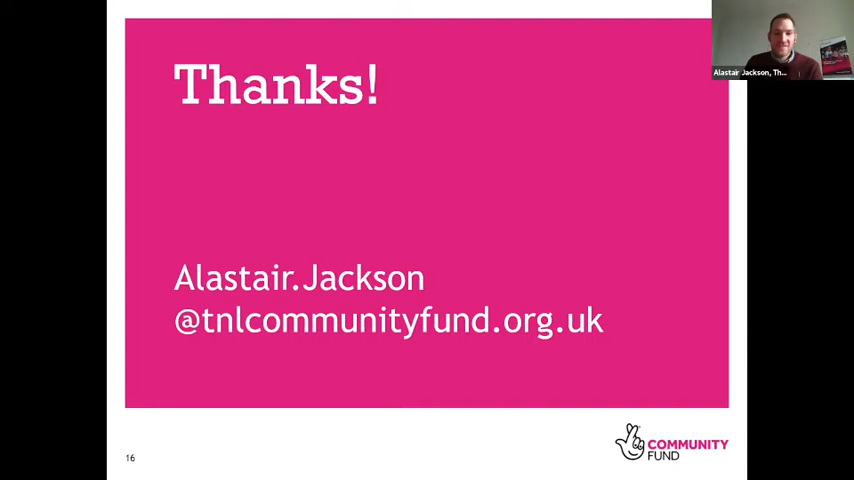 Thanks!
Alastair Jackson, Th...
Alastair.Jackson
@tnlcommunityfund.org.uk
16
COMMUNITY
FUND